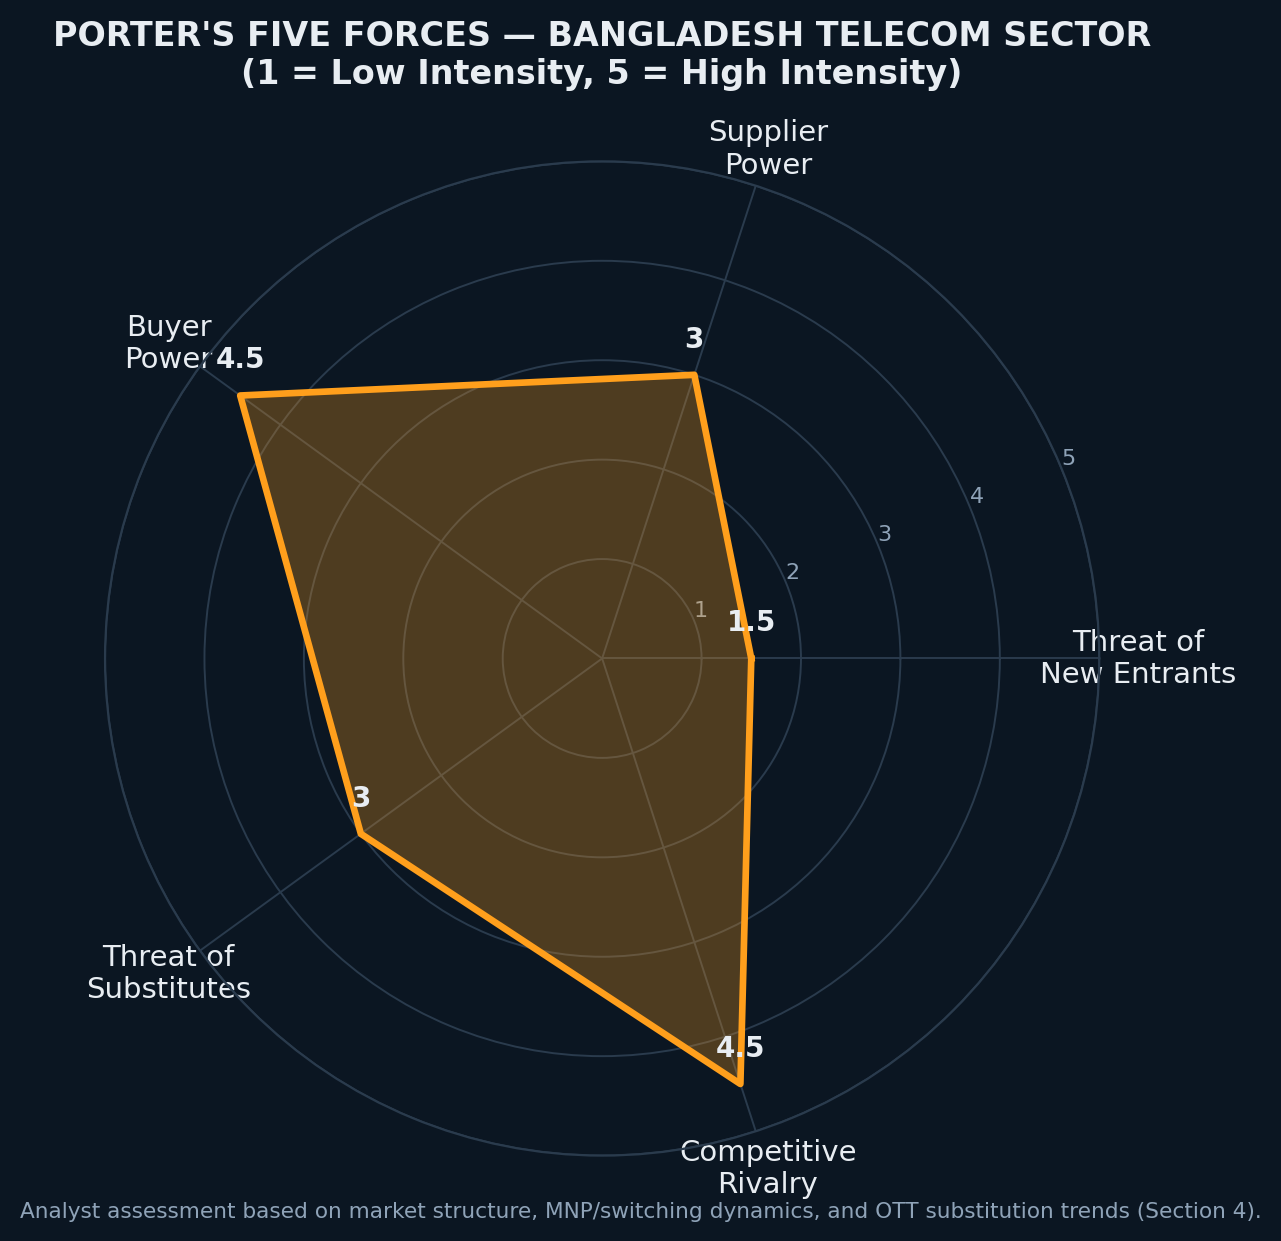 PORTER'S FIVE FORCES — BANGLADESH TELECOM SECTOR
(1 = Low Intensity, 5 = High Intensity)
Supplier
Power
3
Buyer
Power
4.5
5
4
3
2
1
1.5
Threat of
New Entrants
3
Threat of
Substitutes
4.5
Competitive
Rivalry
Analyst assessment based on market structure, MNP/switching dynamics, and OTT substitution trends (Section 4).